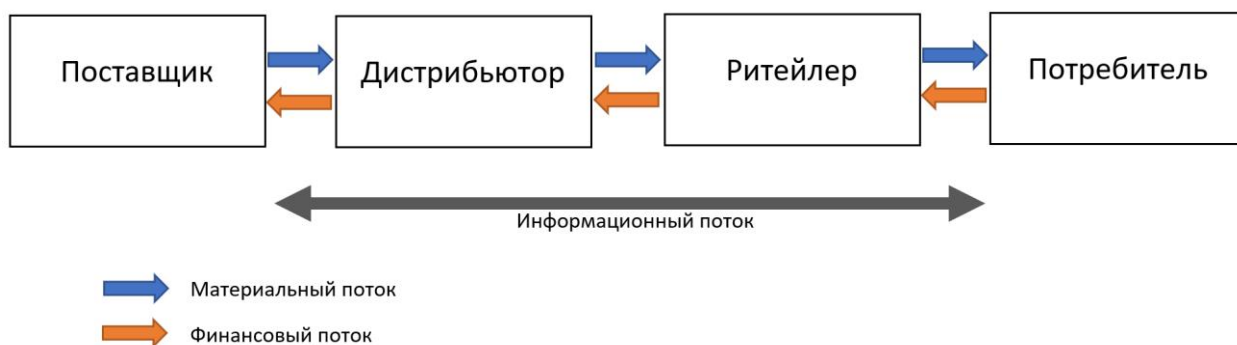 Поставщик
Дистрибьютор
Ритейлер
Потребитель
Информационный поток
Материальный поток
Финансовый поток